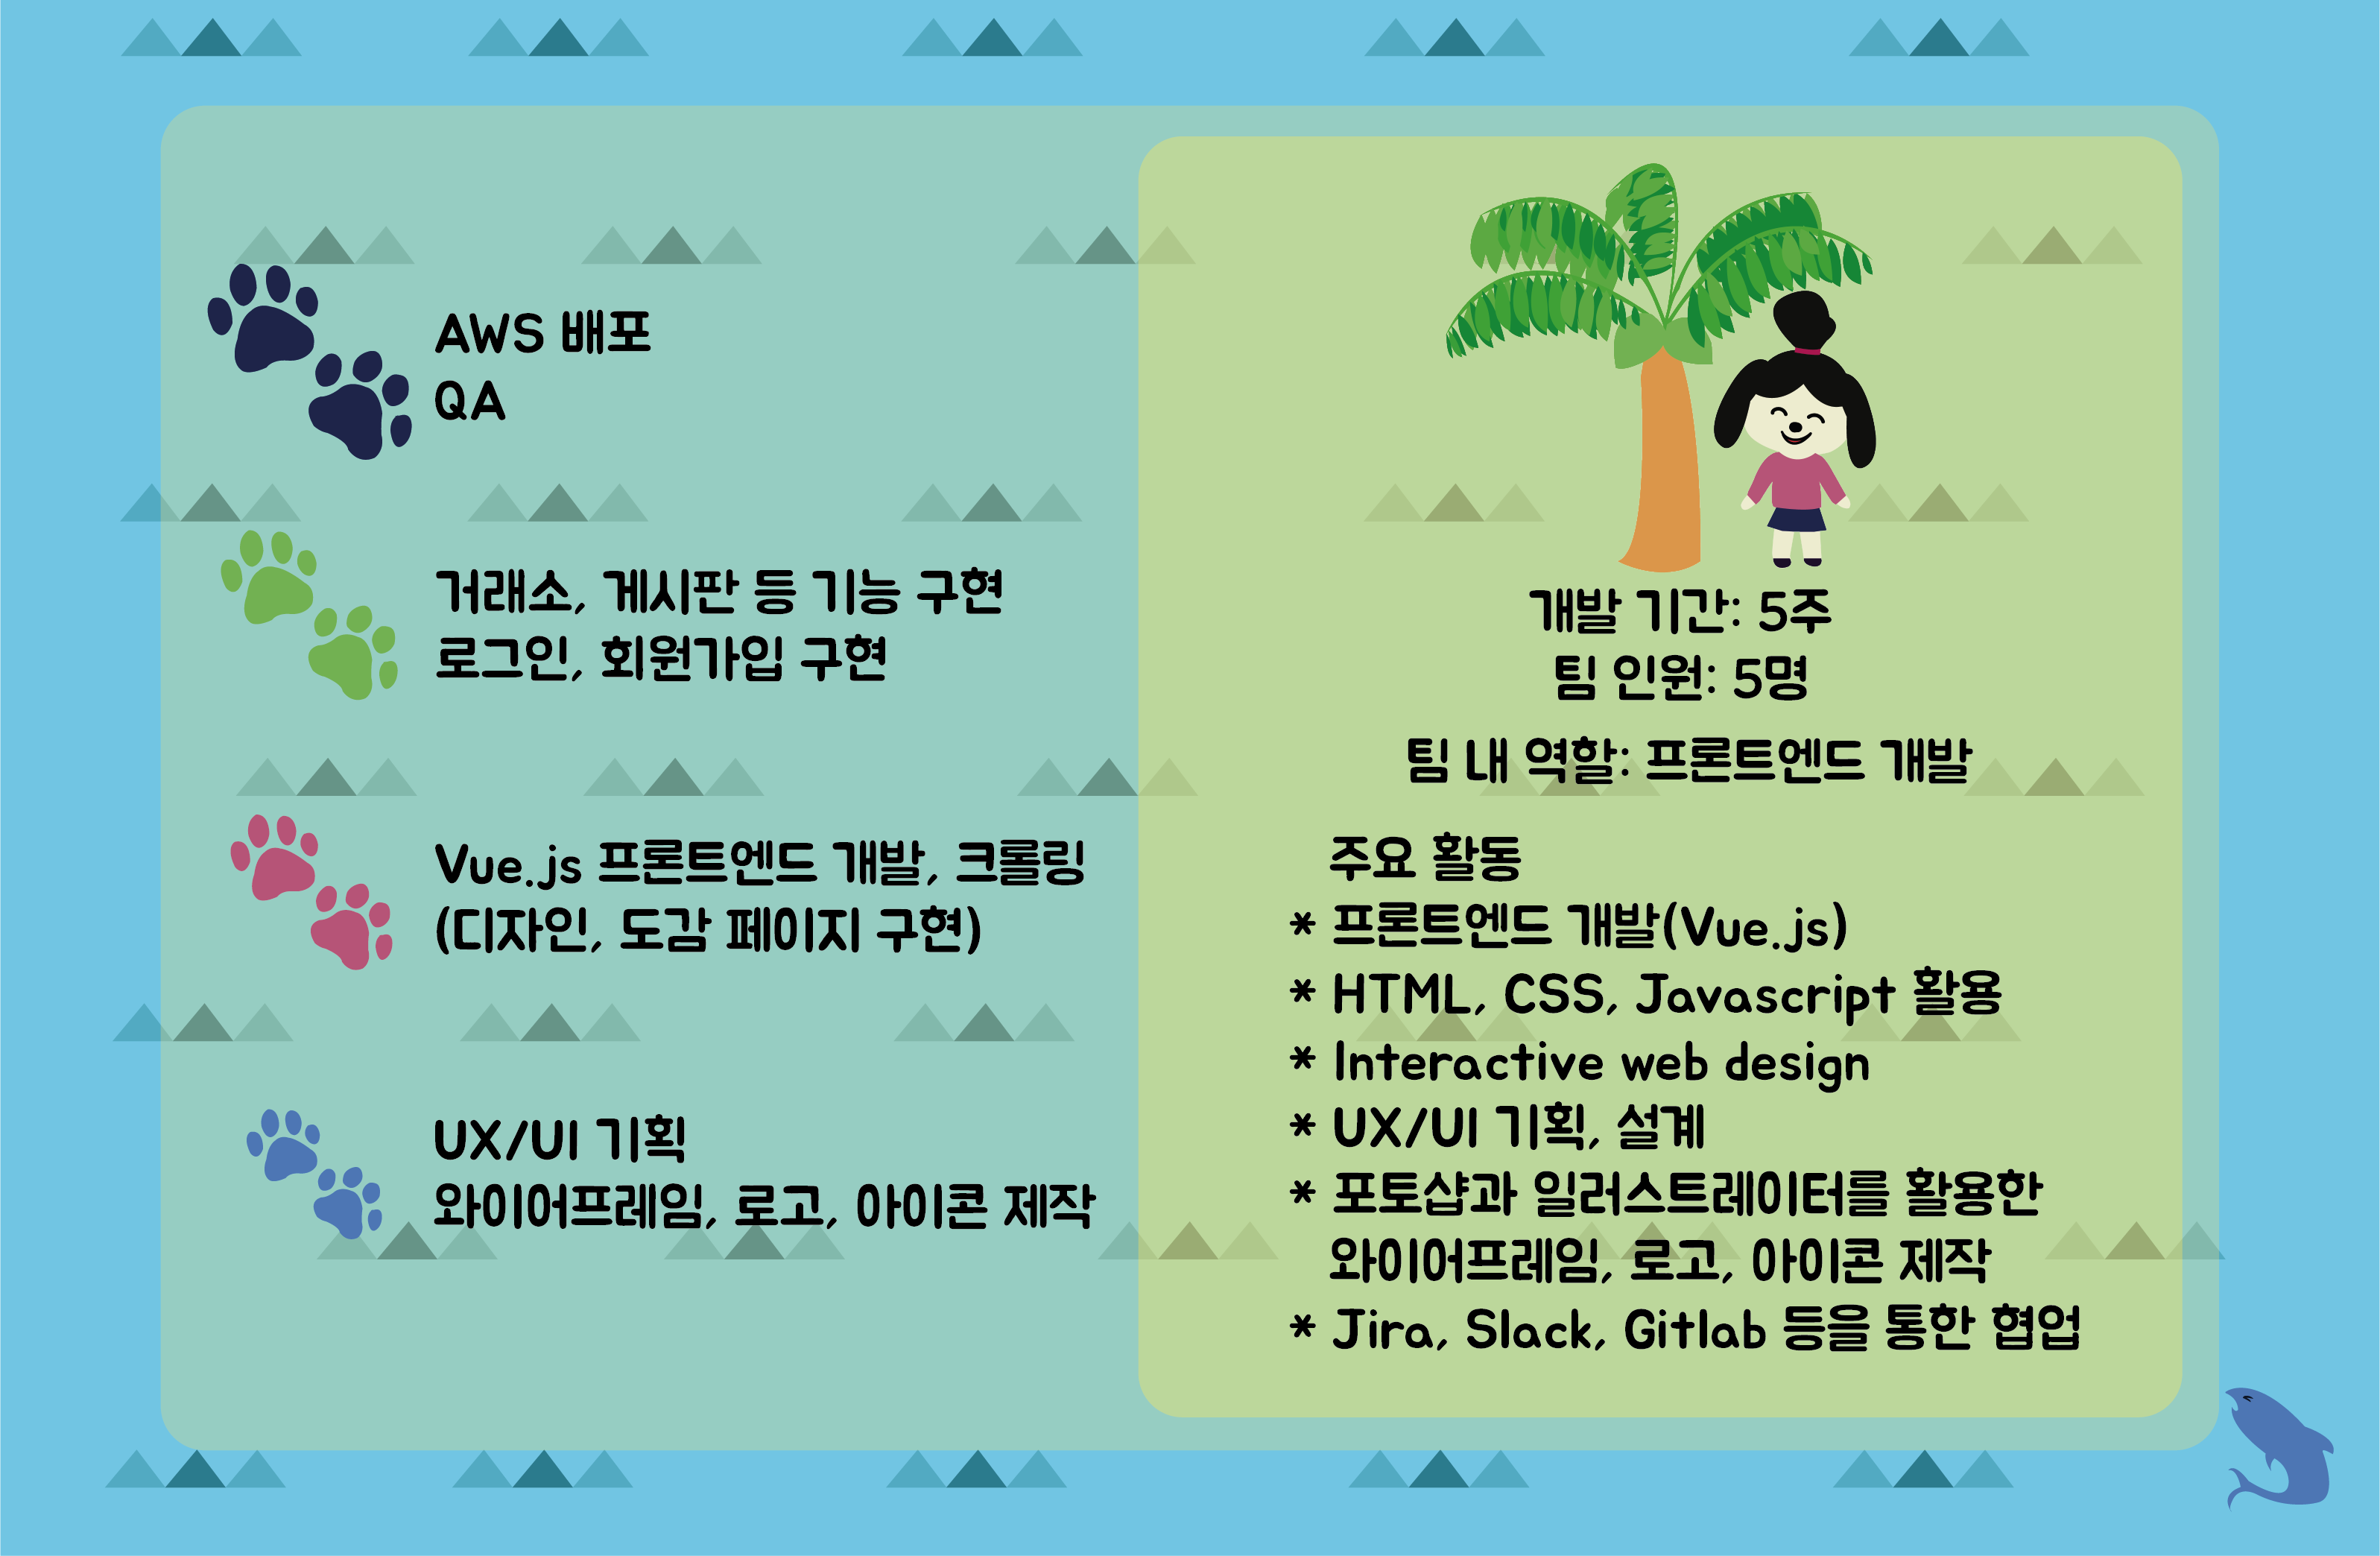 AWS 배포
QA
거래소, 게시판 등 기능 구현
로그인, 회원가입 구현
Vue.js 프론트엔드 개발, 크롤링
(디자인, 도감 페이지 구현)
UX/UI 기획
와이어프레임, 로고, 아이콘 제작
개발 기간: 5주
팀 인원: 5명
팀 내 역할: 프론트엔드 개발
주요 활동
* 프론트엔드 개발(Vue.js)
* HTML, CSS, Javascript 활용
* Interactive web design
* UX/UI 기획, 설계
* 포토샵과 일러스트레이터를 활용한
와이어프레임, 로고, 아이콘 제작
* Jira, Slack, Gitlab 등을 통한 협업